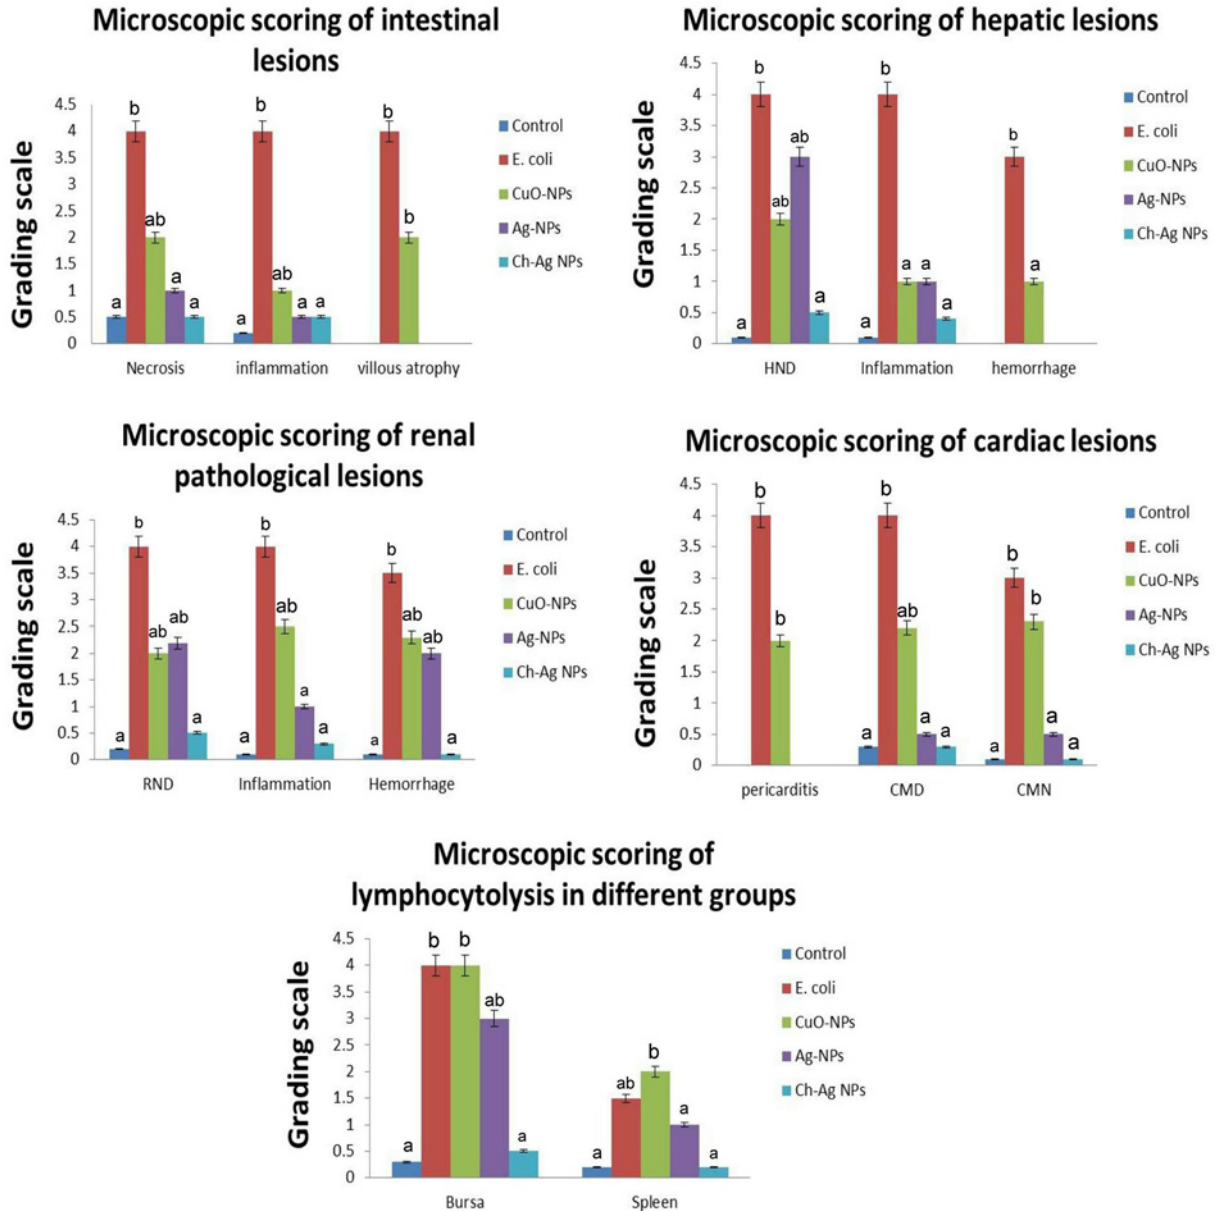 Microscopic scoring of intestinal
lesions
Grading scale
4.5
4
3.5
3
2.5
2
1.5
1
0.5
0
a b ab a a
a b ab a a
b b
Necrosis inflammation villous atrophy
Control
E. coli
CuO-NPs
Ag-NPs
Ch-Ag NPs
Microscopic scoring of hepatic lesions
Grading scale
4.5
4
3.5
3
2.5
2
1.5
1
0.5
0
a b ab ab a
a b a a a
b a
HND Inflammation hemorrhage
Control
E. coli
CuO-NPs
Ag-NPs
Ch-Ag NPs
Microscopic scoring of renal
pathological lesions
Grading scale
4.5
4
3.5
3
2.5
2
1.5
1
0.5
0
a b ab ab a
a b ab a a
a b ab ab a
RND Inflammation Hemorrhage
Control
E. coli
CuO-NPs
Ag-NPs
Ch-Ag NPs
Microscopic scoring of cardiac lesions
Grading scale
4.5
4
3.5
3
2.5
2
1.5
1
0.5
0
b b
a b ab a a
a b b a a
pericarditis CMD CMN
Control
E. coli
CuO-NPs
Ag-NPs
Ch-Ag NPs
Microscopic scoring of
lymphocytolysis in different groups
Grading scale
4.5
4
3.5
3
2.5
2
1.5
1
0.5
0
a b b ab a
a ab b a a
Bursa Spleen
Control
E. coli
CuO-NPs
Ag-NPs
Ch-Ag NPs